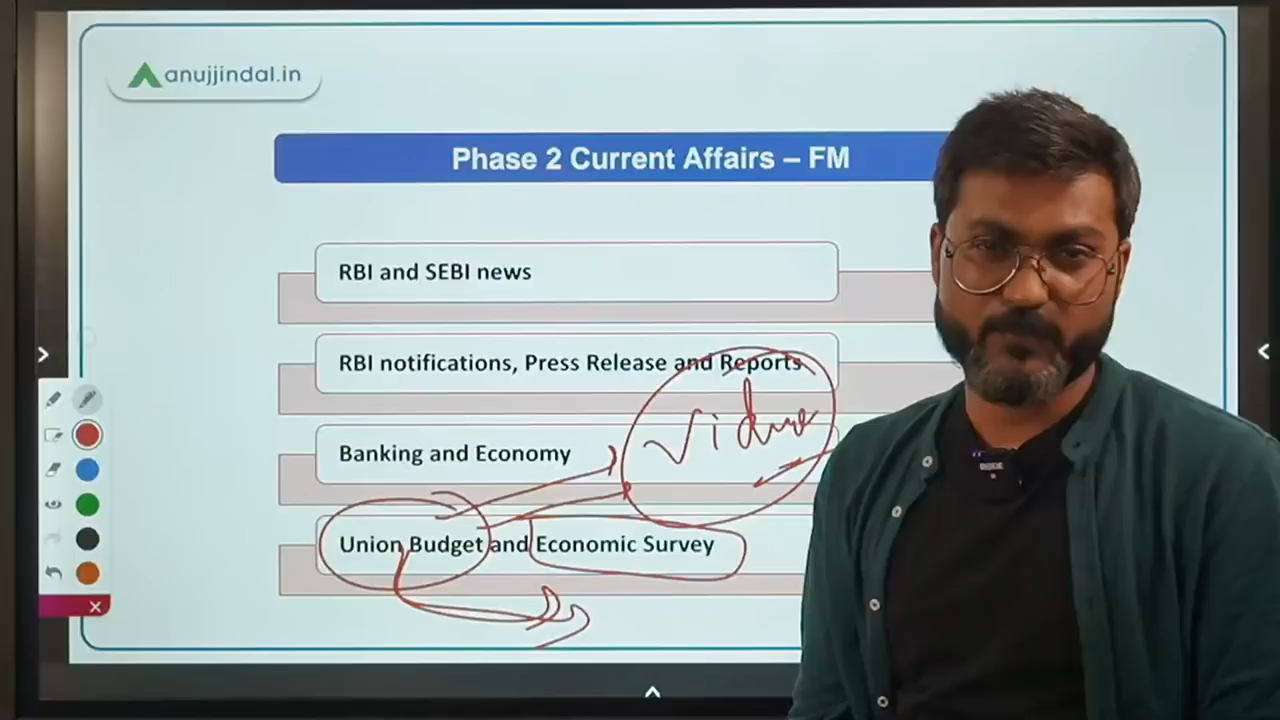 anujjindal.in
Phase 2 Current Affairs – FM
RBI and SEBI news
RBI notifications, Press Release and Reports
Banking and Economy
Union Budget and Economic Survey